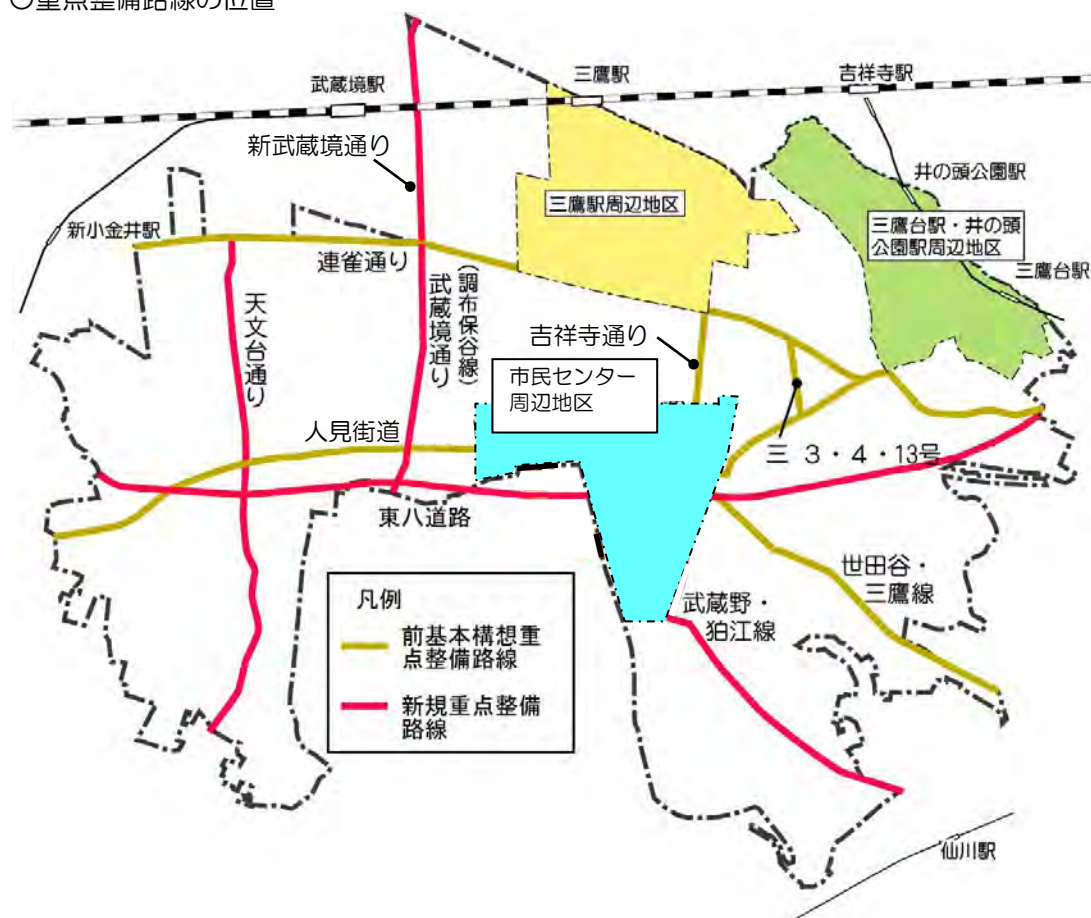 ○重点整備路線の位置
武蔵境駅
三鷹駅
吉祥寺駅
新武蔵境通り
井の頭公園駅
三鷹駅周辺地区
三鷹台駅・井の頭
公園駅周辺地区
新小金井駅
連雀通り
三鷹台駅
(調布保谷線)
武蔵境通り
天文台通り
吉祥寺通り
市民センター
周辺地区
人見街道
三 3・4・13号
東八道路
世田谷・
三鷹線
武蔵野・
狛江線
凡例
前基本構想重
点整備路線
新規重点整備
路線
仙川駅